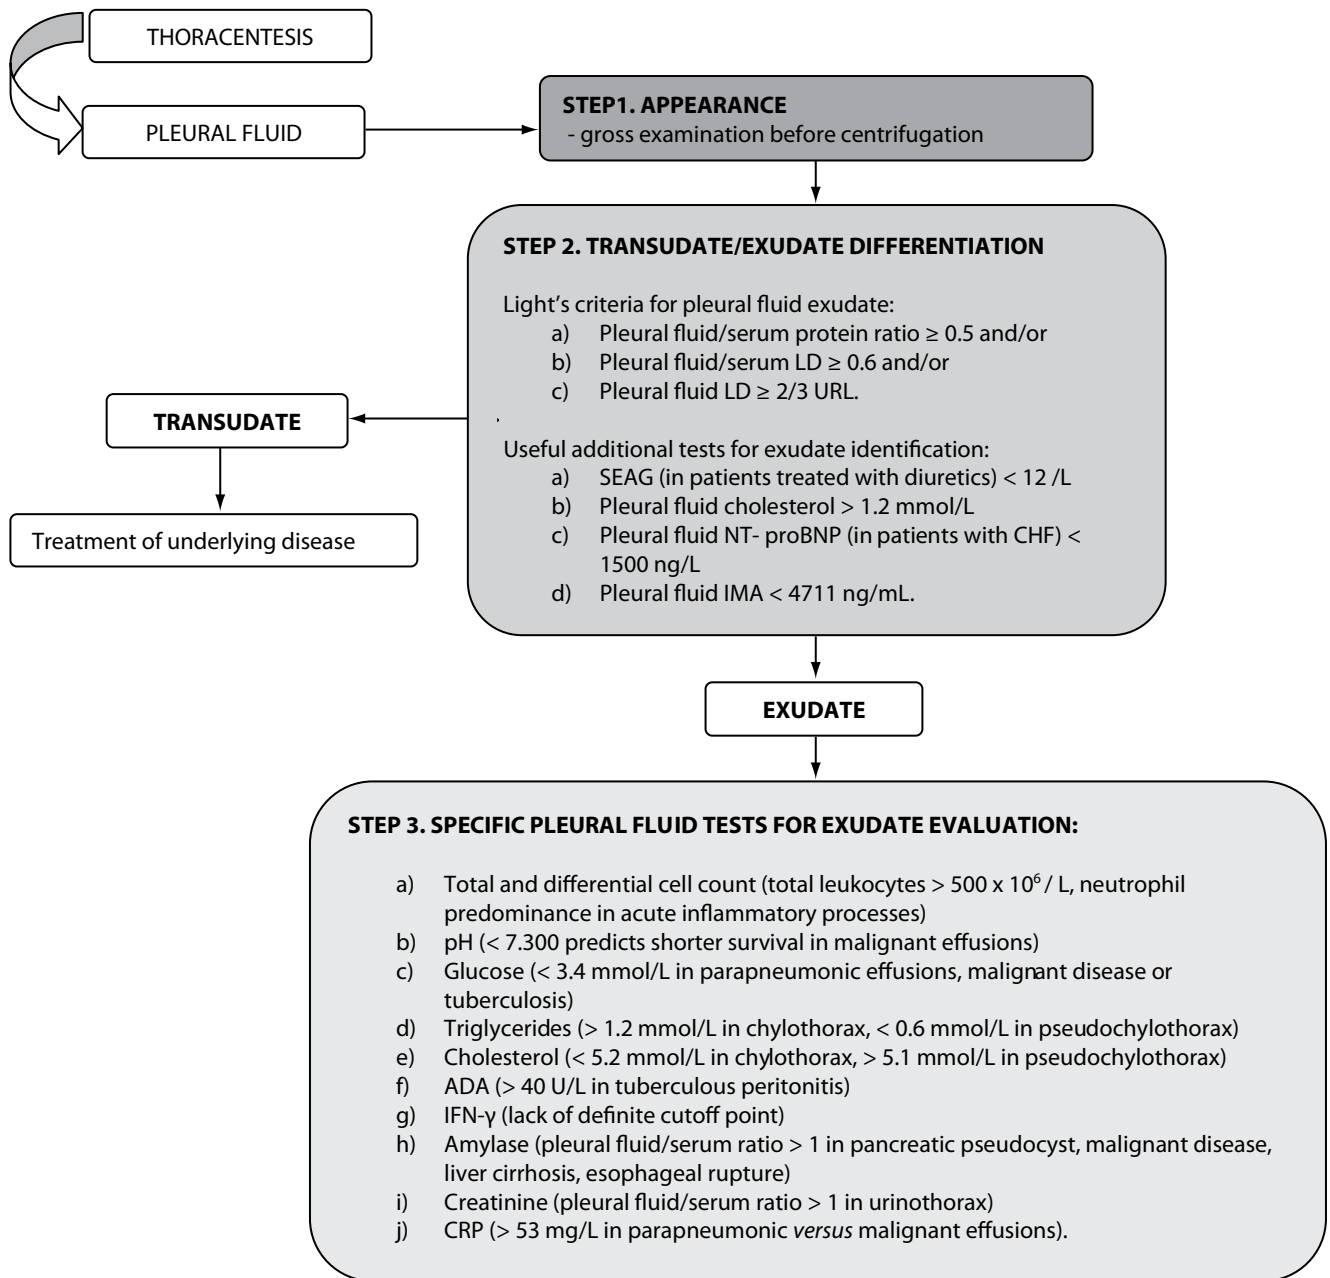 THORACENTESIS
PLEURAL FLUID
STEP1. APPEARANCE
- gross examination before centrifugation
STEP 2. TRANSUDATE/EXUDATE DIFFERENTIATION
Light's criteria for pleural fluid exudate:
a) Pleural fluid/serum protein ratio ≥ 0.5 and/or
b) Pleural fluid/serum LD ≥ 0.6 and/or
c) Pleural fluid LD ≥ 2/3 URL.
Useful additional tests for exudate identification:
a) SEAG (in patients treated with diuretics) < 12 /L
b) Pleural fluid cholesterol > 1.2 mmol/L
c) Pleural fluid NT- proBNP (in patients with CHF) <
1500 ng/L
d) Pleural fluid IMA < 4711 ng/mL.
TRANSUDATE
Treatment of underlying disease
EXUDATE
STEP 3. SPECIFIC PLEURAL FLUID TESTS FOR EXUDATE EVALUATION:
a) Total and differential cell count (total leukocytes > 500 x 10⁶ / L, neutrophil
predominance in acute inflammatory processes)
b) pH (< 7.300 predicts shorter survival in malignant effusions)
c) Glucose (< 3.4 mmol/L in parapneumonic effusions, malignant disease or
tuberculosis)
d) Triglycerides (> 1.2 mmol/L in chylothorax, < 0.6 mmol/L in pseudochylothorax)
e) Cholesterol (< 5.2 mmol/L in chylothorax, > 5.1 mmol/L in pseudochylothorax)
f) ADA (> 40 U/L in tuberculous peritonitis)
g) IFN-γ (lack of definite cutoff point)
h) Amylase (pleural fluid/serum ratio > 1 in pancreatic pseudocyst, malignant disease,
liver cirrhosis, esophageal rupture)
i) Creatinine (pleural fluid/serum ratio > 1 in urinothorax)
j) CRP (> 53 mg/L in parapneumonic versus malignant effusions).